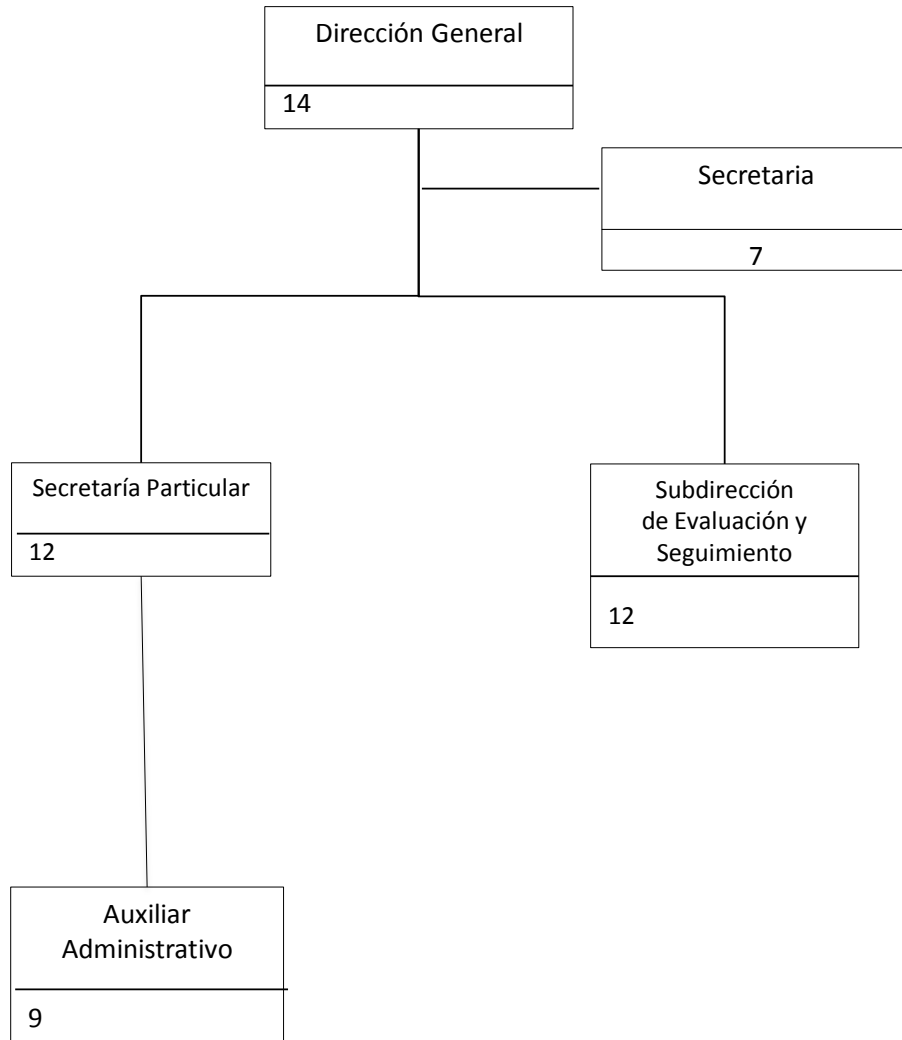 Dirección General
14
Secretaria
7
Secretaría Particular
12
Subdirección
de Evaluación y
Seguimiento
12
Auxiliar
Administrativo
9